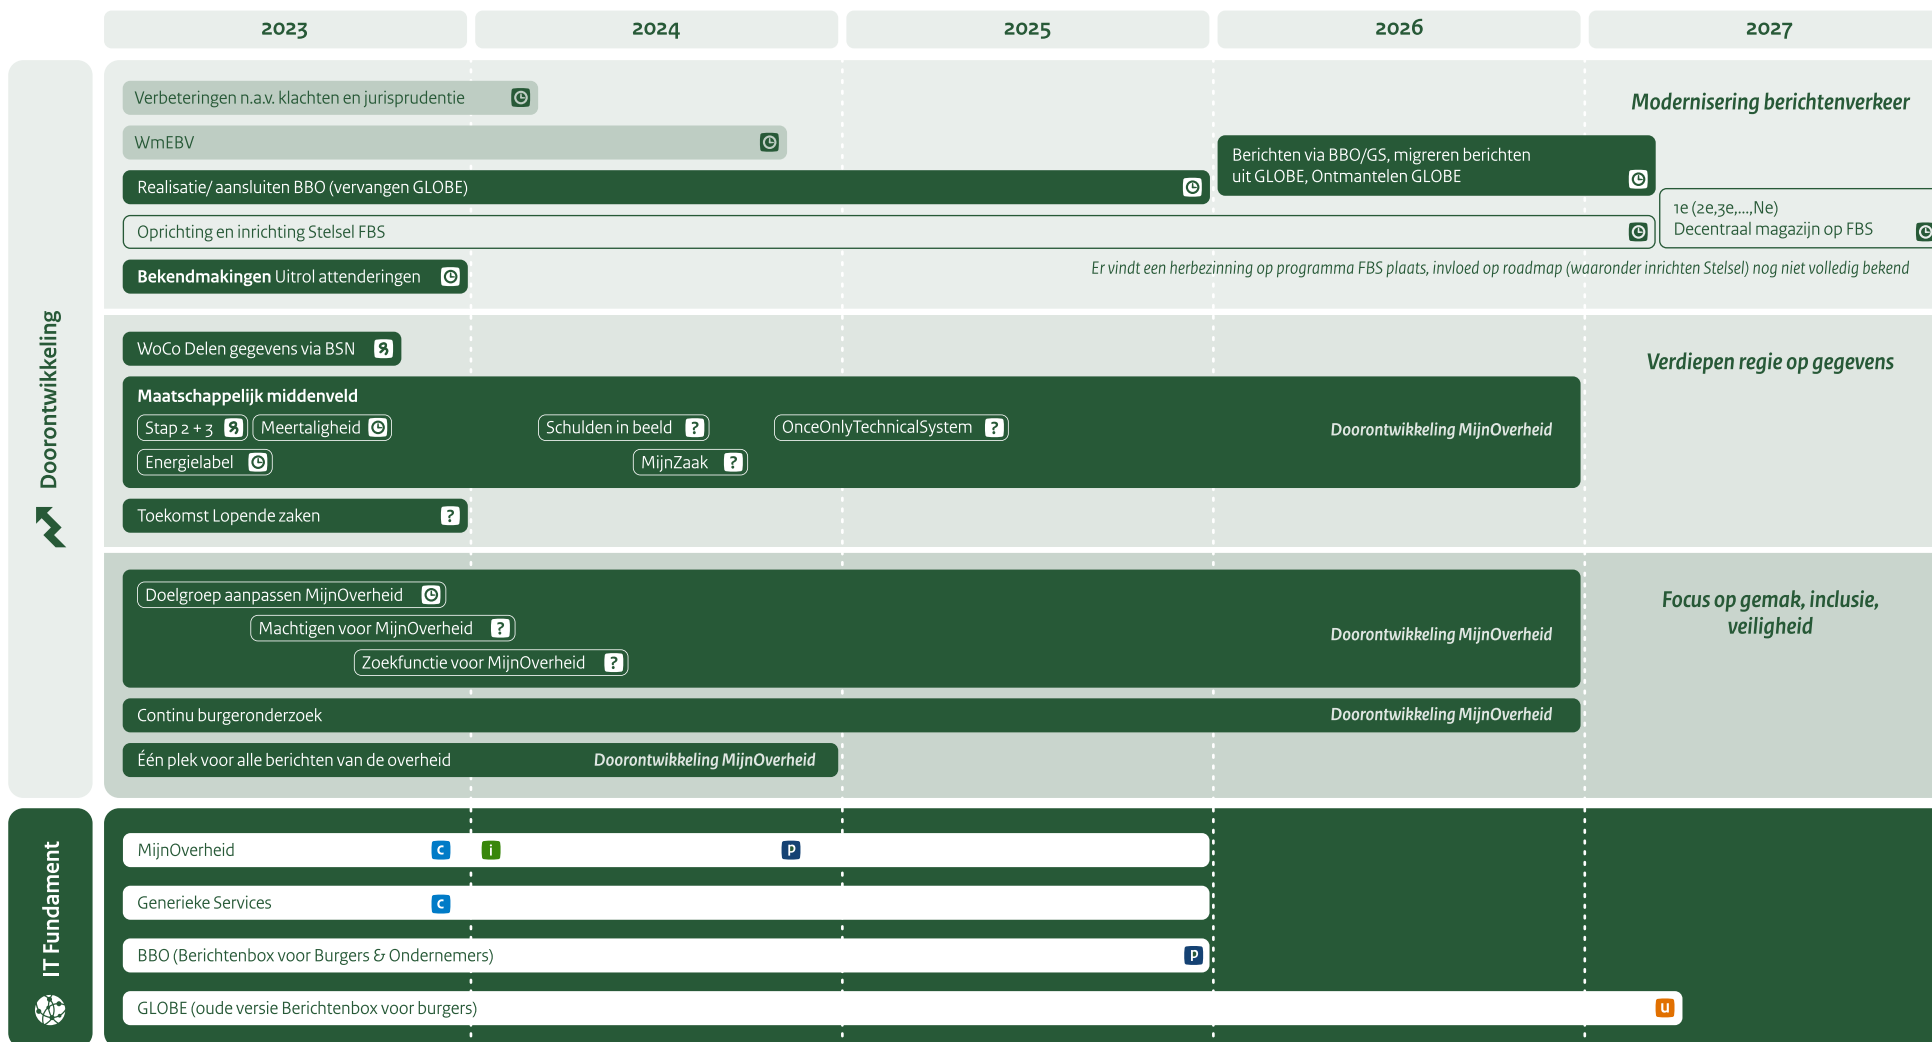 2023
2024
2025
2026
2027
Doorontwikkeling
Modernisering berichtenverkeer
Verbeteringen n.a.v. klachten en jurisprudentie
WmEBV
Realisatie/ aansluiten BBO (vervangen GLOBE)
Berichten via BBO/GS, migreren berichten
uit GLOBE, Ontmantelen GLOBE
Oprichting en inrichting Stelsel FBS
1e (2e,3e,...,Ne)
Decentraal magazijn op FBS
Bekendmakingen Uitrol attenderingen
Er vindt een herbezinning op programma FBS plaats, invloed op roadmap (waaronder inrichten Stelsel) nog niet volledig bekend
Verdiepen regie op gegevens
WoCo Delen gegevens via BSN
Maatschappelijk middenveld
Stap 2 + 3
Meertaligheid
Schulden in beeld ?
OnceOnlyTechnicalSystem ?
Doorontwikkeling MijnOverheid
Energielabel
MijnZaak ?
Toekomst Lopende zaken ?
Focus op gemak, inclusie,
veiligheid
Doelgroep aanpassen MijnOverheid
Machtigen voor MijnOverheid ?
Zoekfunctie voor MijnOverheid ?
Doorontwikkeling MijnOverheid
Continu burgeronderzoek
Doorontwikkeling MijnOverheid
Één plek voor alle berichten van de overheid
Doorontwikkeling MijnOverheid
IT Fundament
MijnOverheid c i P
Generieke Services c
BBO (Berichtenbox voor Burgers & Ondernemers) P
GLOBE (oude versie Berichtenbox voor burgers) u